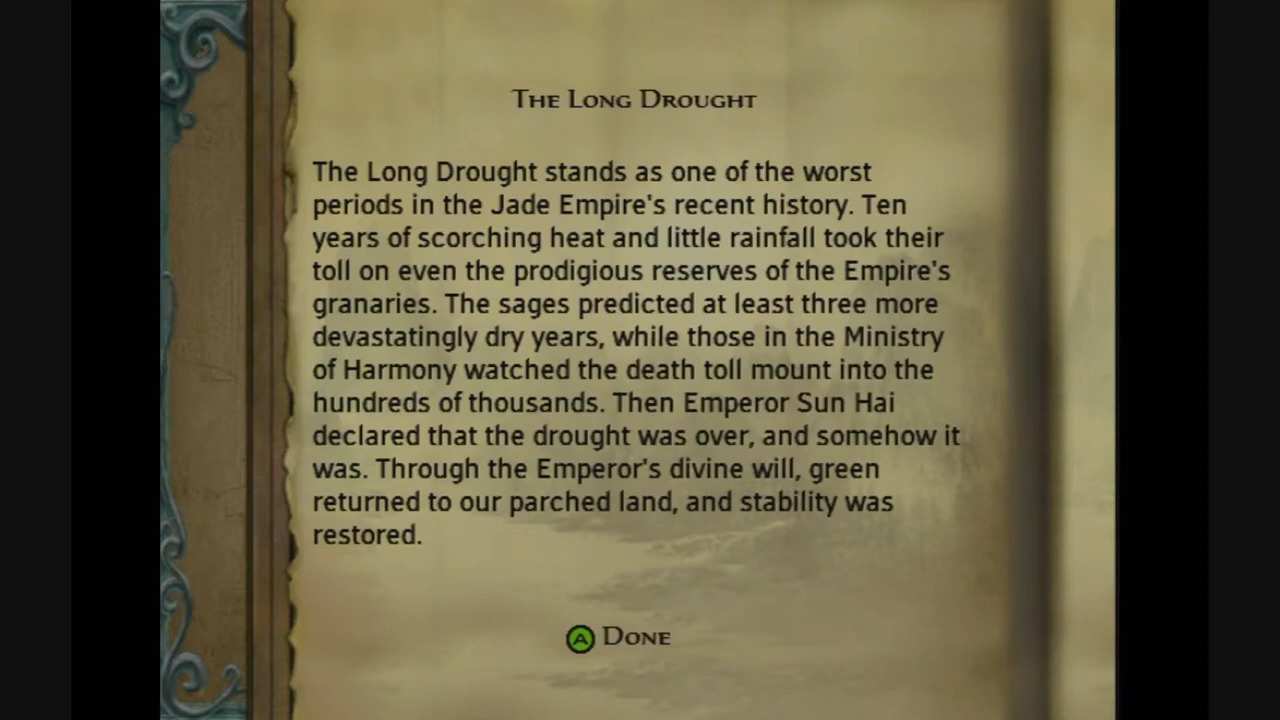 The Long Drought
The Long Drought stands as one of the worst
periods in the Jade Empire's recent history. Ten
years of scorching heat and little rainfall took their
toll on even the prodigious reserves of the Empire's
granaries. The sages predicted at least three more
devastatingly dry years, while those in the Ministry
of Harmony watched the death toll mount into the
hundreds of thousands. Then Emperor Sun Hai
declared that the drought was over, and somehow it
was. Through the Emperor's divine will, green
returned to our parched land, and stability was
restored.
A Done